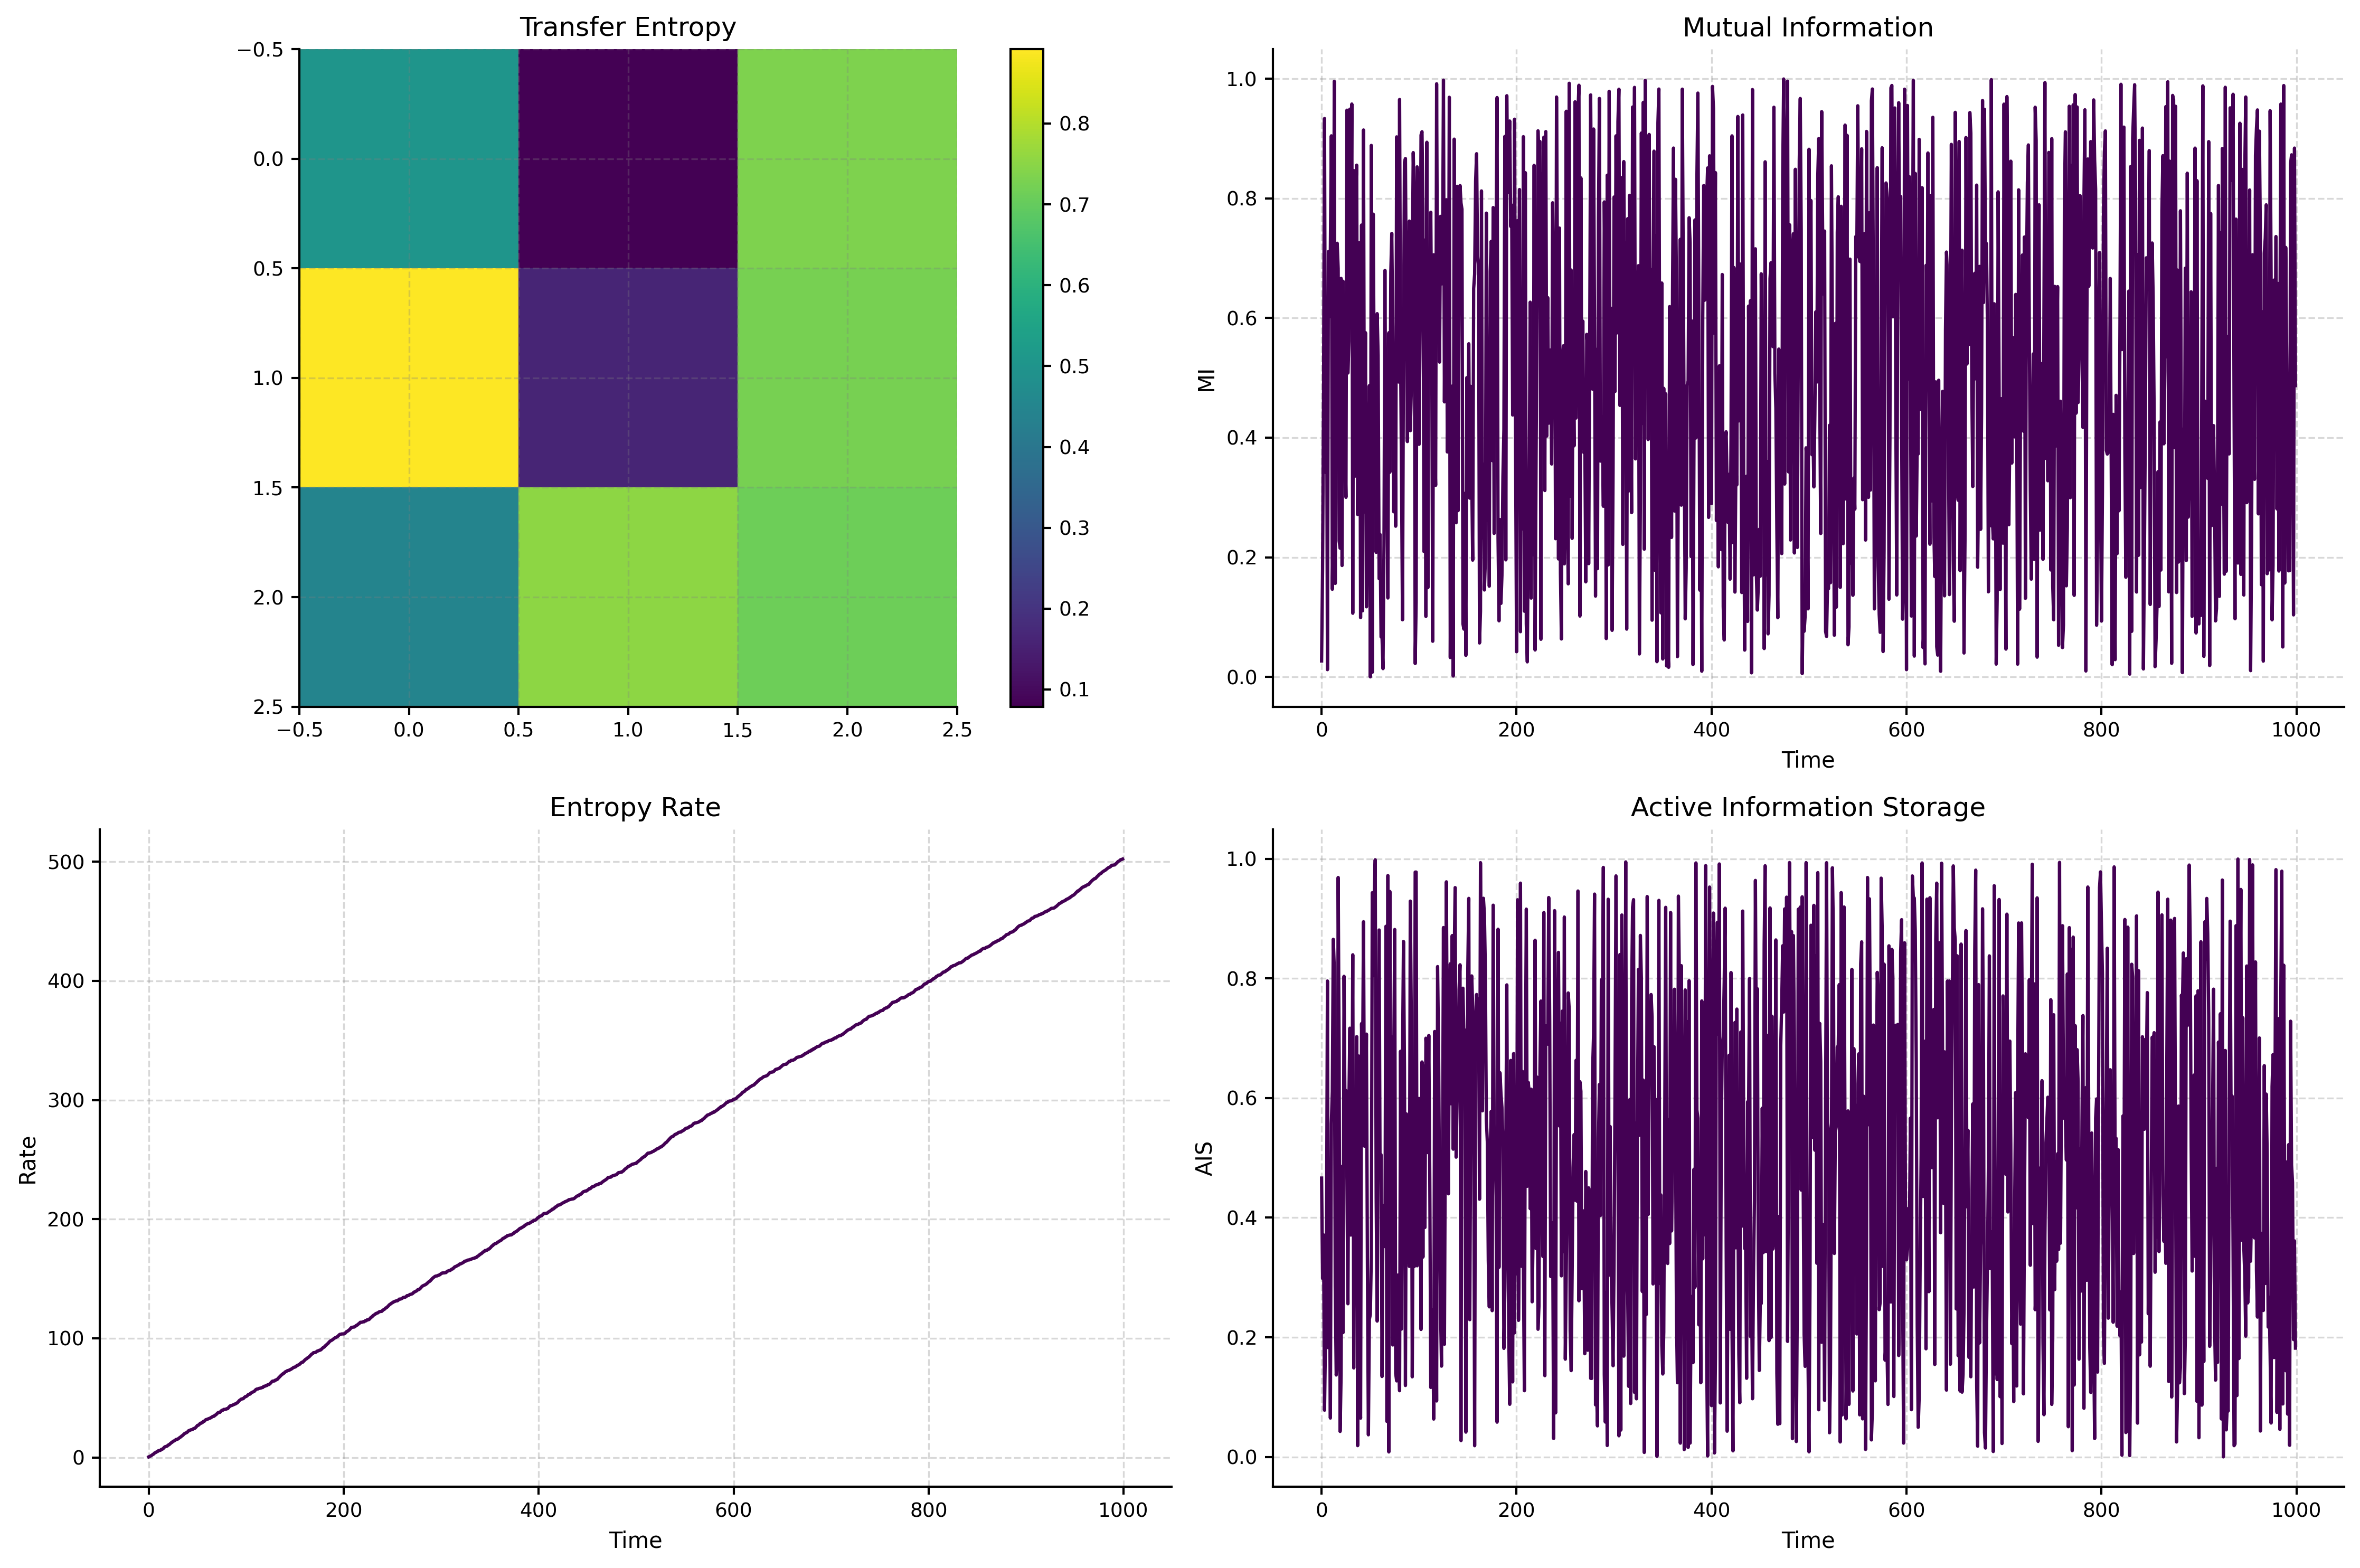 Transfer Entropy
−0.5
0.0
0.5
1.0
1.5
2.0
2.5
−0.5 0.0 0.5 1.0 1.5 2.0 2.5
0.8
0.7
0.6
0.5
0.4
0.3
0.2
0.1
Mutual Information
MI
1.0
0.8
0.6
0.4
0.2
0.0
0 200 400 600 800 1000
Time
Entropy Rate
Rate
500
400
300
200
100
0
0 200 400 600 800 1000
Time
Active Information Storage
AIS
1.0
0.8
0.6
0.4
0.2
0.0
0 200 400 600 800 1000
Time